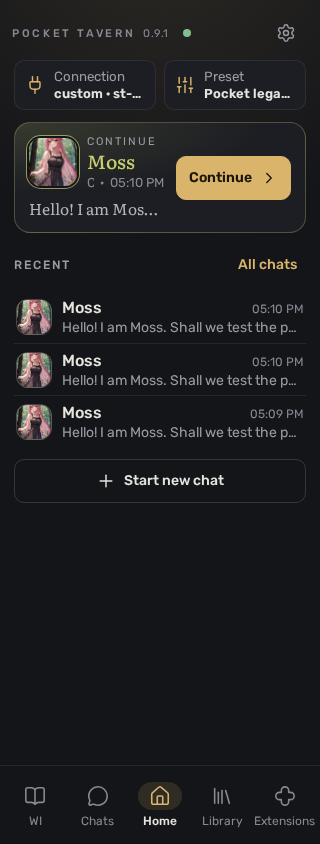 POCKET TAVERN 0.9.1
Connection
custom • st-…
Preset
Pocket lega…
CONTINUE
Moss
• 05:10 PM
Hello! I am Mos…
Continue
RECENT
All chats
Moss
05:10 PM
Hello! I am Moss. Shall we test the p…
Moss
05:10 PM
Hello! I am Moss. Shall we test the p…
Moss
05:09 PM
Hello! I am Moss. Shall we test the p…
Start new chat
WI
Chats
Home
Library
Extensions